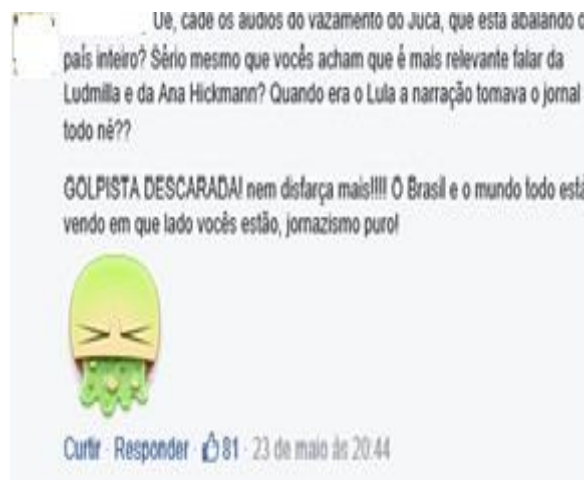 Ué, cadê os áudios do vazamento do Jucá, que está abalando o
país inteiro? Sério mesmo que vocês acham que é mais relevante falar da
Ludmilla e da Ana Hickmann? Quando era o Lula a narração tomava o jornal
todo né??
GOLPISTA DESCARADA! nem disfarça mais!!!! O Brasil e o mundo todo está
vendo em que lado vocês estão, jornazismo puro!
Curtir · Responder · 81 · 23 de maio às 20:44